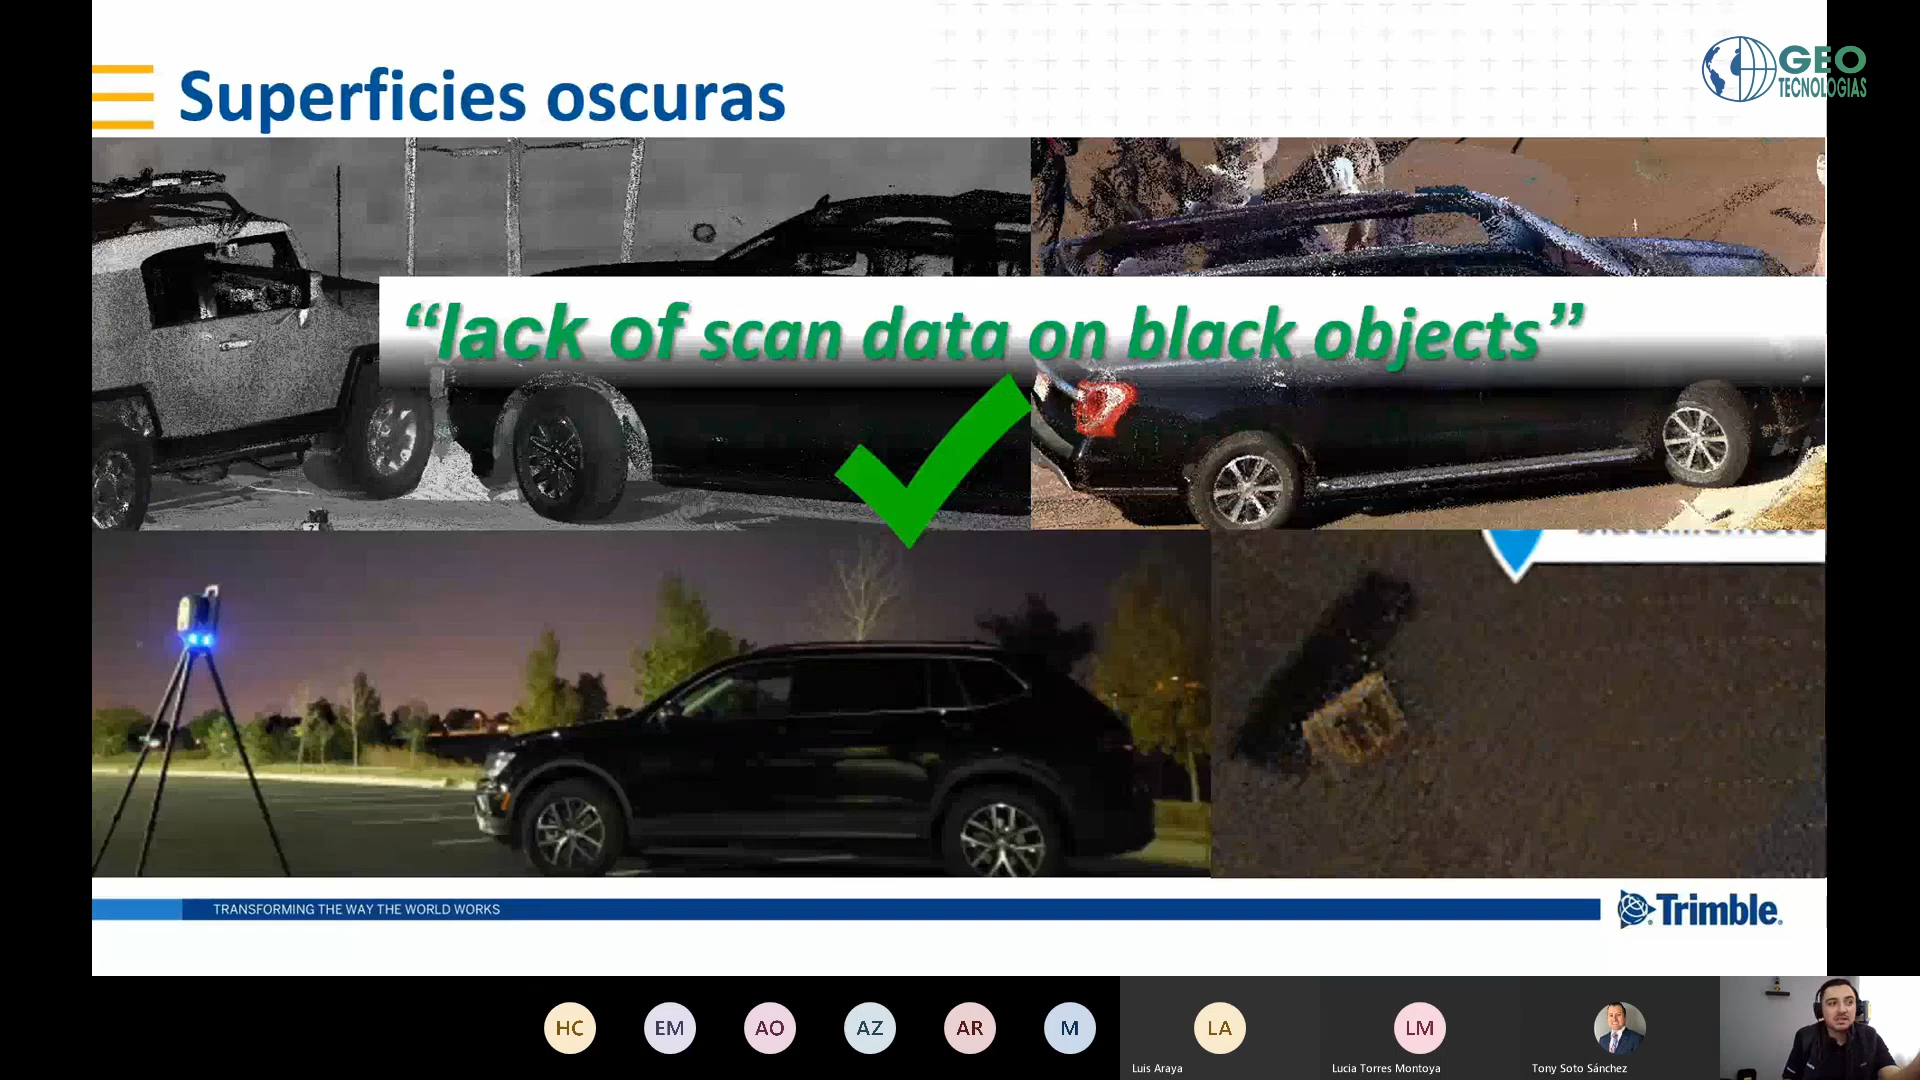 Superficies oscuras
GEO
TECNOLOGIAS
“lack of scan data on black objects”
TRANSFORMING THE WAY THE WORLD WORKS
Trimble.
HC
EM
AO
AZ
AR
M
LA
LM
Luis Araya
Lucia Torres Montoya
Tony Soto Sánchez